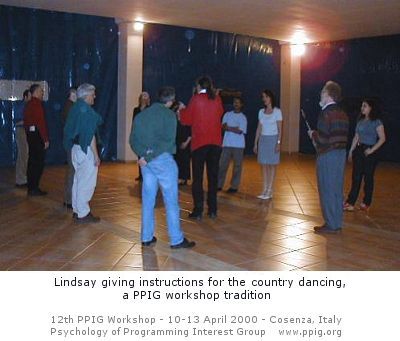 Lindsay giving instructions for the country dancing,
a PPIG workshop tradition
12th PPIG Workshop - 10-13 April 2000 - Cosenza, Italy
Psychology of Programming Interest Group www.ppig.org